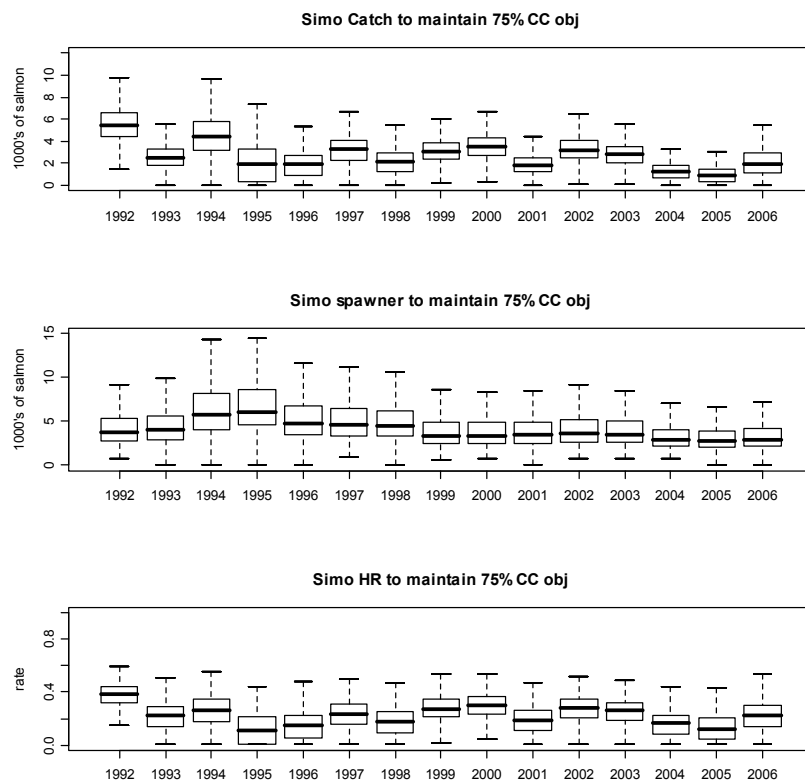 Simo Catch to maintain 75% CC obj
1000's of salmon
0 2 4 6 8 10
1992 1993 1994 1995 1996 1997 1998 1999 2000 2001 2002 2003 2004 2005 2006
Simo spawner to maintain 75% CC obj
1000's of salmon
0 5 10 15
1992 1993 1994 1995 1996 1997 1998 1999 2000 2001 2002 2003 2004 2005 2006
Simo HR to maintain 75% CC obj
rate
0.0 0.4 0.8
1992 1993 1994 1995 1996 1997 1998 1999 2000 2001 2002 2003 2004 2005 2006